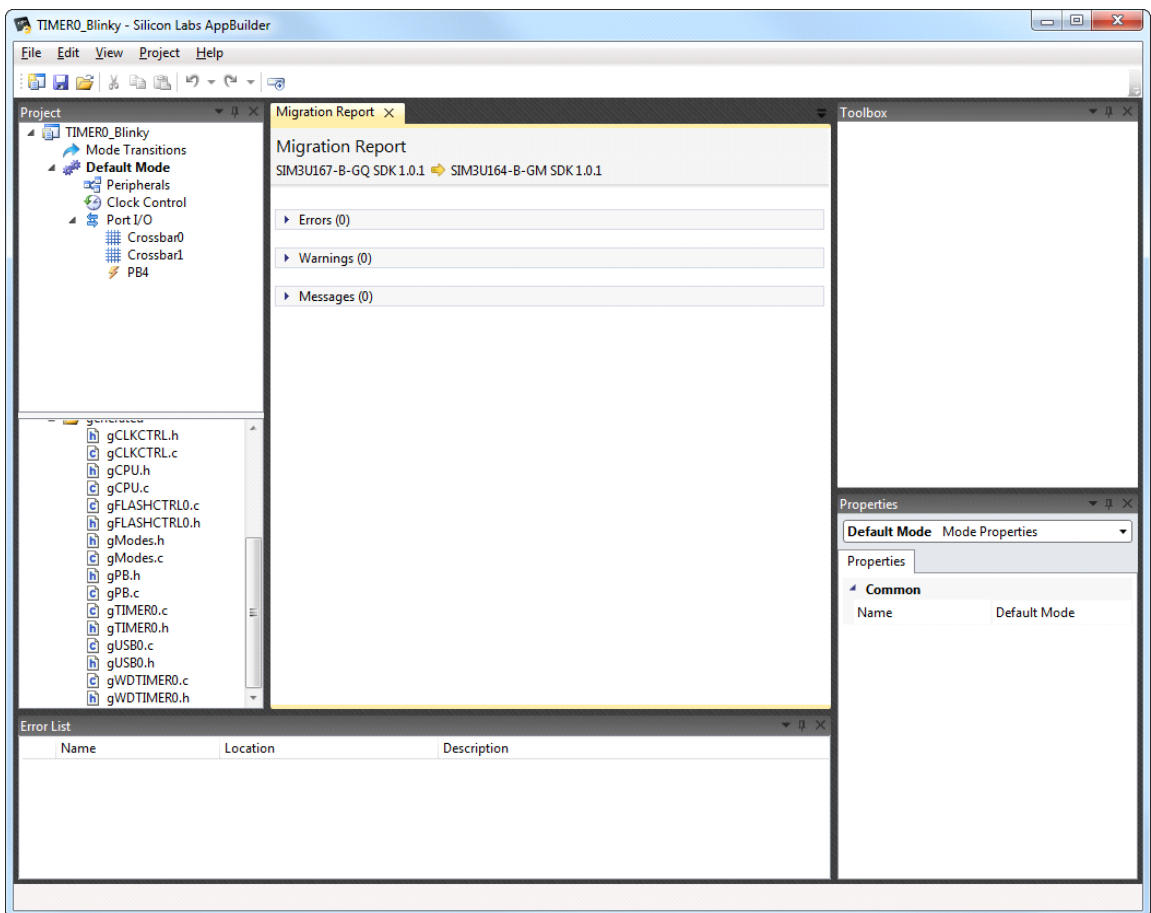 TIMER0_Blinky - Silicon Labs AppBuilder
File Edit View Project Help
Project
TIMER0_Blinky
Mode Transitions
Default Mode
Peripherals
Clock Control
Port I/O
Crossbar0
Crossbar1
PB4
generated
gCLKCTRL.h
gCLKCTRL.c
gCPU.h
gCPU.c
gFLASHCTRL0.c
gFLASHCTRL0.h
gModes.h
gModes.c
gPB.h
gPB.c
gTIMER0.c
gTIMER0.h
gUSB0.c
gUSB0.h
gWDTIMER0.c
gWDTIMER0.h
Migration Report
Migration Report
SIM3U167-B-GQ SDK 1.0.1 SIM3U164-B-GM SDK 1.0.1
Errors (0)
Warnings (0)
Messages (0)
Toolbox
Properties
Default Mode Mode Properties
Properties
Common
Name Default Mode
Error List
Name Location Description